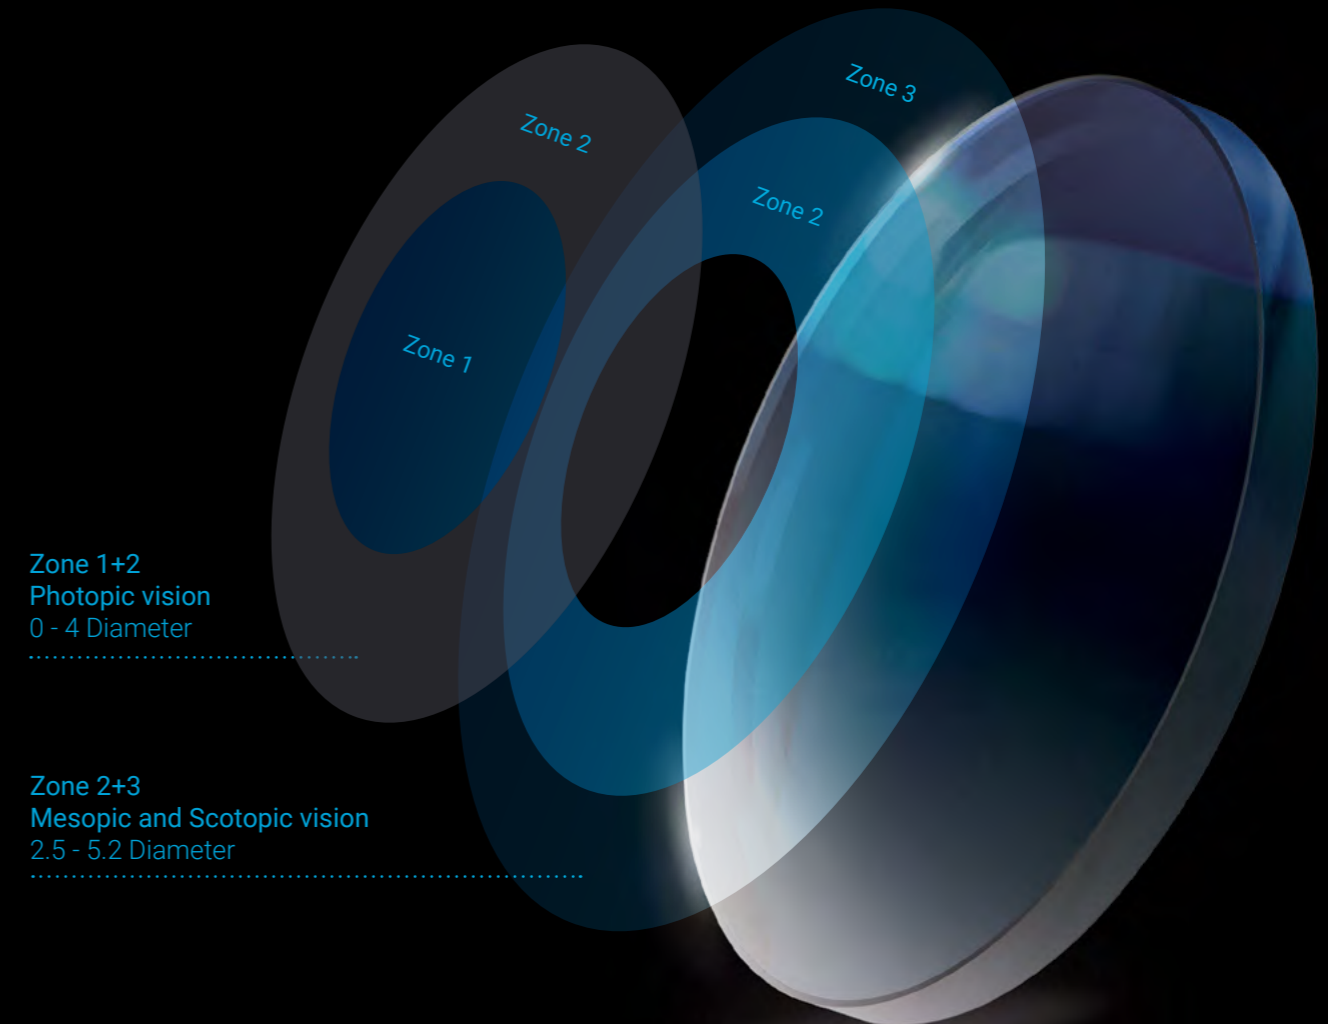 Zone 3
Zone 2
Zone 2
Zone 1
Zone 1+2
Photopic vision
0 - 4 Diameter
Zone 2+3
Mesopic and Scotopic vision
2.5 - 5.2 Diameter